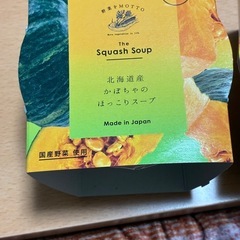 野菜をMOTTO
The
Squash Soup
北海道産
かぼちゃの
ほっこりスープ
Made in Japan
国産野菜 使用